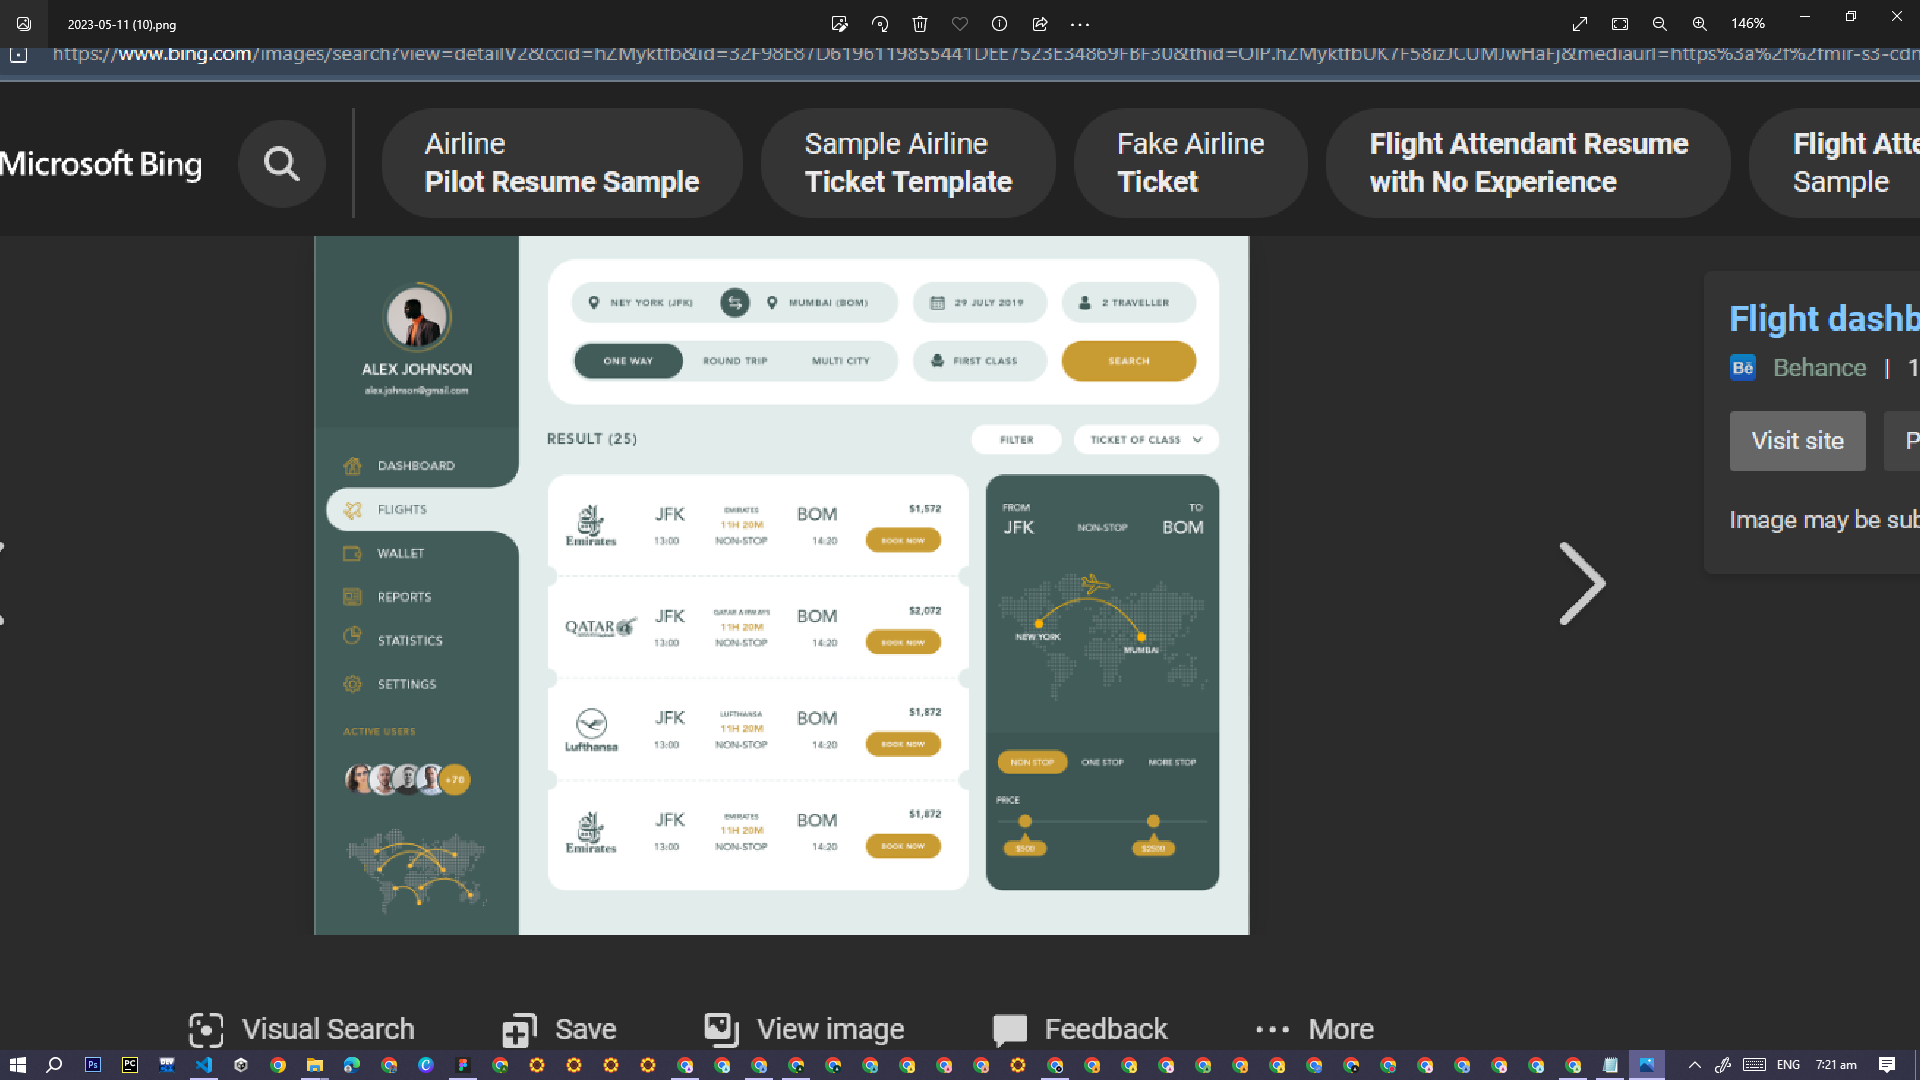 2023-05-11 (10).png
146%
https://www.bing.com/images/search?view=detailV2&ccid=hZMyktfb&id=32F98E87D61961198554​41DEE7523E34869FBF30&thid=OIP.hZMyktfbUK7F58izJCUMJwHaFj&mediaurl=https%3a%2f%2fmir-s3-cdn
Microsoft Bing
Airline
Pilot Resume Sample
Sample Airline
Ticket Template
Fake Airline
Ticket
Flight Attendant Resume
with No Experience
Flight Atte
Sample
ALEX JOHNSON
alex.johnson@gmail.com
DASHBOARD
FLIGHTS
WALLET
REPORTS
STATISTICS
SETTINGS
ACTIVE USERS
+70
NEY YORK (JFK)
MUMBAI (BOM)
29 JULY 2019
2 TRAVELLER
ONE WAY
ROUND TRIP
MULTI CITY
FIRST CLASS
SEARCH
RESULT (25)
FILTER
TICKET OF CLASS
Emirates
JFK
13:00
EMIRATES
11H 20M
NON-STOP
BOM
14:20
$1,572
BOOK NOW
QATAR
JFK
13:00
QATAR AIRWAYS
11H 20M
NON-STOP
BOM
14:20
$2,072
BOOK NOW
Lufthansa
JFK
13:00
LUFTHANSA
11H 20M
NON-STOP
BOM
14:20
$1,872
BOOK NOW
Emirates
JFK
13:00
EMIRATES
11H 20M
NON-STOP
BOM
14:20
$1,872
BOOK NOW
FROM
JFK
NON-STOP
TO
BOM
NEW YORK
MUMBAI
NON STOP
ONE STOP
MORE STOP
PRICE
$500
$2500
Flight dashb
Bē Behance | 1
Visit site
P
Image may be sub
Visual Search
Save
View image
Feedback
More
Ps
PC
ENG
7:21 am